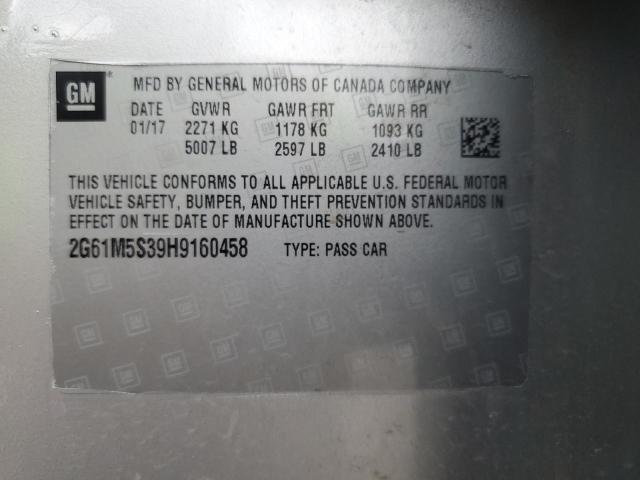 GM MFD BY GENERAL MOTORS OF CANADA COMPANY
DATE GVWR GAWR FRT GAWR RR
01/17 2271 KG 1178 KG 1093 KG
5007 LB 2597 LB 2410 LB
THIS VEHICLE CONFORMS TO ALL APPLICABLE U.S. FEDERAL MOTOR
VEHICLE SAFETY, BUMPER, AND THEFT PREVENTION STANDARDS IN
EFFECT ON THE DATE OF MANUFACTURE SHOWN ABOVE.
2G61M5S39H9160458 TYPE: PASS CAR